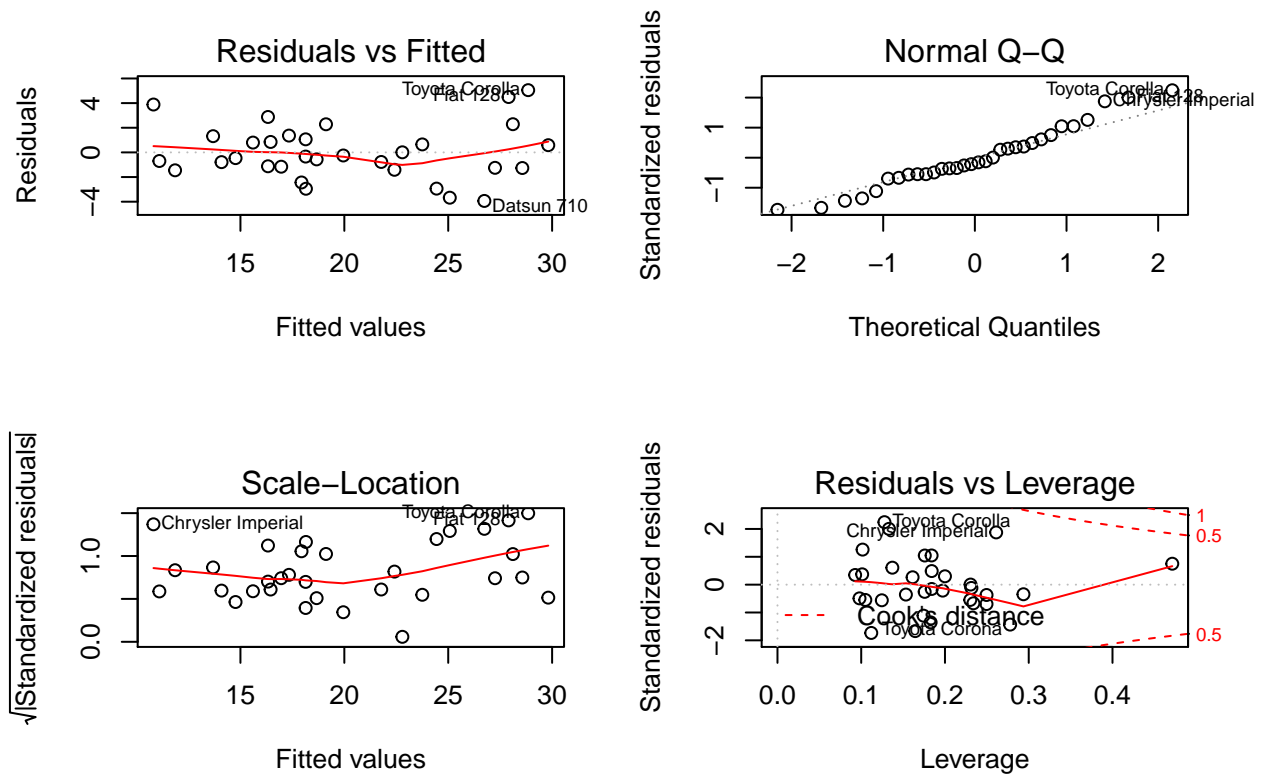 Residuals vs Fitted
Residuals
4
0
−4
Toyota Corolla
Fiat 128
Datsun 710
15 20 25 30
Fitted values
Normal Q−Q
Standardized residuals
1
−1
Toyota Corolla
Fiat 128
Chrysler Imperial
−2 −1 0 1 2
Theoretical Quantiles
Scale−Location
√|Standardized residuals|
1.0
0.0
Chrysler Imperial
Toyota Corolla
Fiat 128
15 20 25 30
Fitted values
Residuals vs Leverage
Standardized residuals
2
0
−2
Toyota Corolla
Chrysler Imperial
Cook's distance
Toyota Corona
1
0.5
0.5
0.0 0.1 0.2 0.3 0.4
Leverage